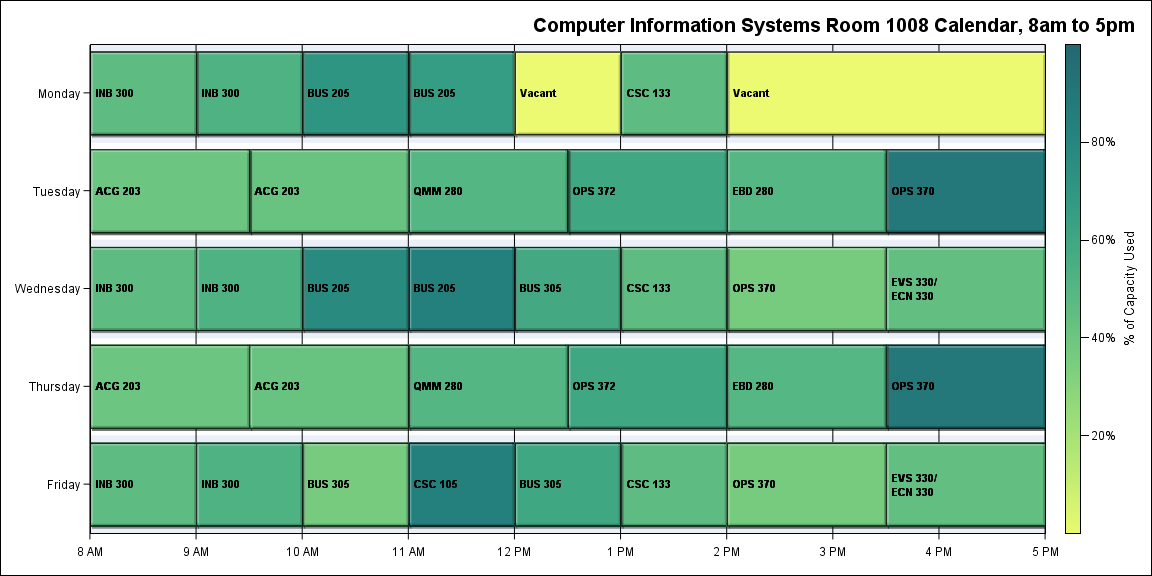 Computer Information Systems Room 1008 Calendar, 8am to 5pm
Monday
INB 300
INB 300
BUS 205
BUS 205
Vacant
CSC 133
Vacant
Tuesday
ACG 203
ACG 203
QMM 280
OPS 372
EBD 280
OPS 370
Wednesday
INB 300
INB 300
BUS 205
BUS 205
BUS 305
CSC 133
OPS 370
EVS 330/
ECN 330
Thursday
ACG 203
ACG 203
QMM 280
OPS 372
EBD 280
OPS 370
Friday
INB 300
INB 300
BUS 305
CSC 105
BUS 305
CSC 133
OPS 370
EVS 330/
ECN 330
8 AM
9 AM
10 AM
11 AM
12 PM
1 PM
2 PM
3 PM
4 PM
5 PM
80%
60%
40%
20%
% of Capacity Used